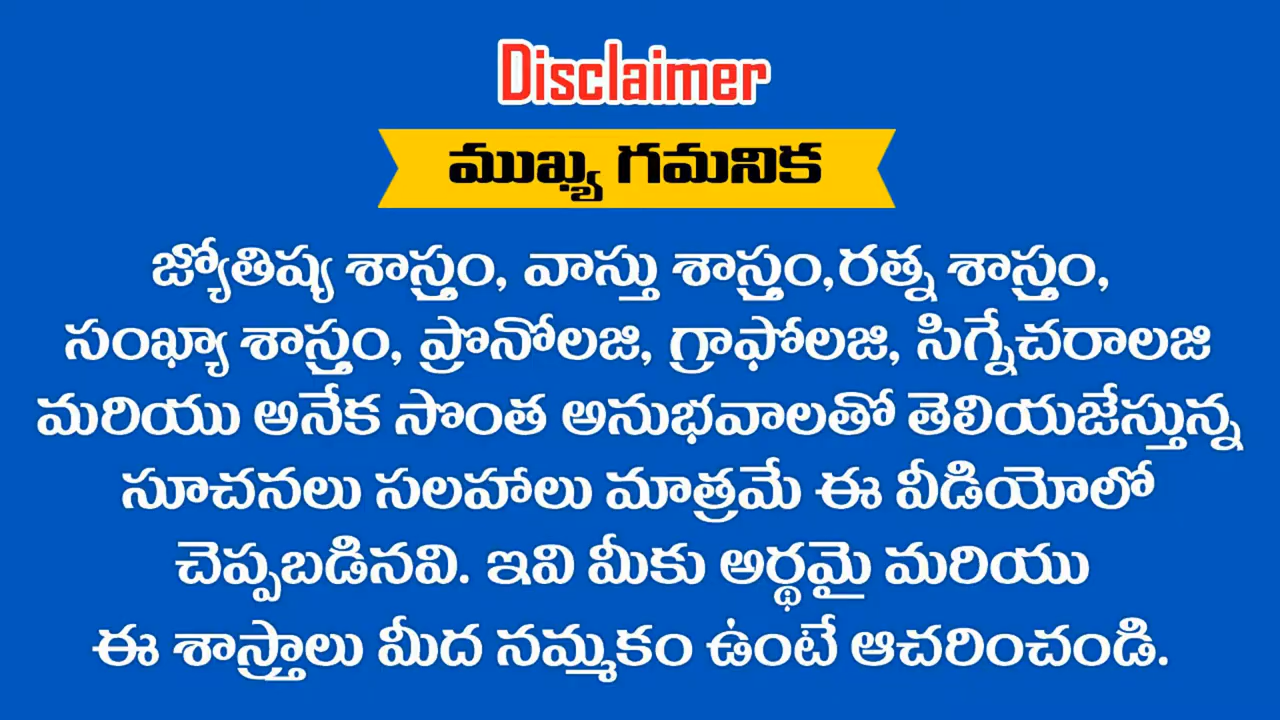 Disclaimer
ముఖ్య గమనిక
జ్యోతిష్య శాస్త్రం, వాస్తు శాస్త్రం,రత్న శాస్త్రం,
సంఖ్యా శాస్త్రం, ప్రొనోలజి, గ్రాఫోలజి, సిగ్నేచరాలజి
మరియు అనేక సొంత అనుభవాలతో తెలియజేస్తున్న
సూచనలు సలహాలు మాత్రమే ఈ వీడియోలో
చెప్పబడినవి. ఇవి మీకు అర్థమై మరియు
ఈ శాస్త్రాలు మీద నమ్మకం ఉంటే ఆచరించండి.